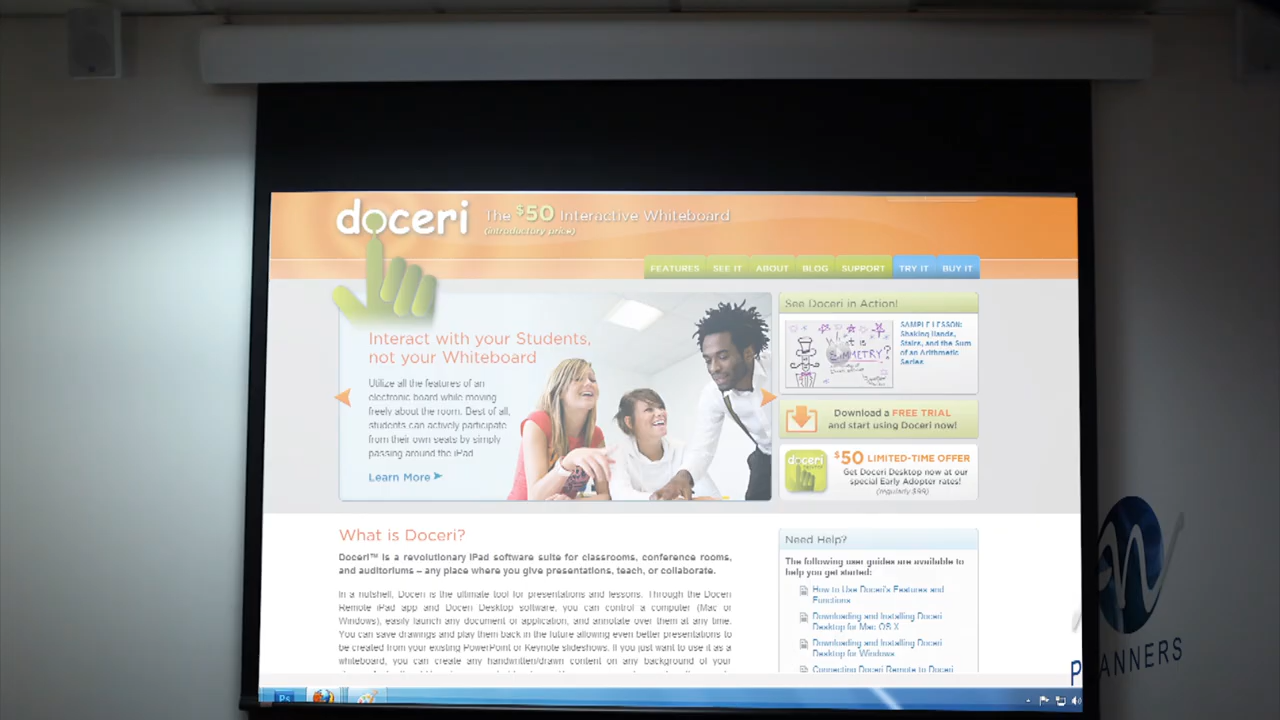 doceri
The $50 Interactive Whiteboard
(introductory price)
FEATURES SEE IT ABOUT BLOG SUPPORT TRY IT BUY IT
Interact with your Students,
not your Whiteboard
Utilize all the features of an
electronic board while moving
freely about the room. Best of all,
students can actively participate
from their own seats by simply
passing around the iPad
Learn More
See Doceri in Action!
What is
SYMMETRY?
SAMPLE LESSON:
Shaking Hands,
Stairs, and the Sum
of an Arithmetic
Series
Download a FREE TRIAL
and start using Doceri now!
doceri
$50 LIMITED-TIME OFFER
Get Doceri Desktop now at our
special Early Adopter rates!
(regularly $99)
What is Doceri?
Doceri™ is a revolutionary iPad software suite for classrooms, conference rooms,
and auditoriums – any place where you give presentations, teach, or collaborate.
In a nutshell, Doceri is the ultimate tool for presentations and lessons. Through the Doceri
Remote iPad app and Doceri Desktop software, you can control a computer (Mac or
Windows), easily launch any document or application, and annotate over them at any time.
You can save drawings and play them back in the future allowing even better presentations to
be created from your existing PowerPoint or Keynote slideshows. If you just want to use it as a
whiteboard, you can create any handwritten/drawn content on any background of your
Need Help?
The following user guides are available to
help you get started:
How to Use Doceri's Features and
Functions
Downloading and Installing Doceri
Desktop for Mac OS X
Downloading and Installing Doceri
Desktop for Windows
Connecting Doceri Remote to Doceri
Ps
P ANNERS